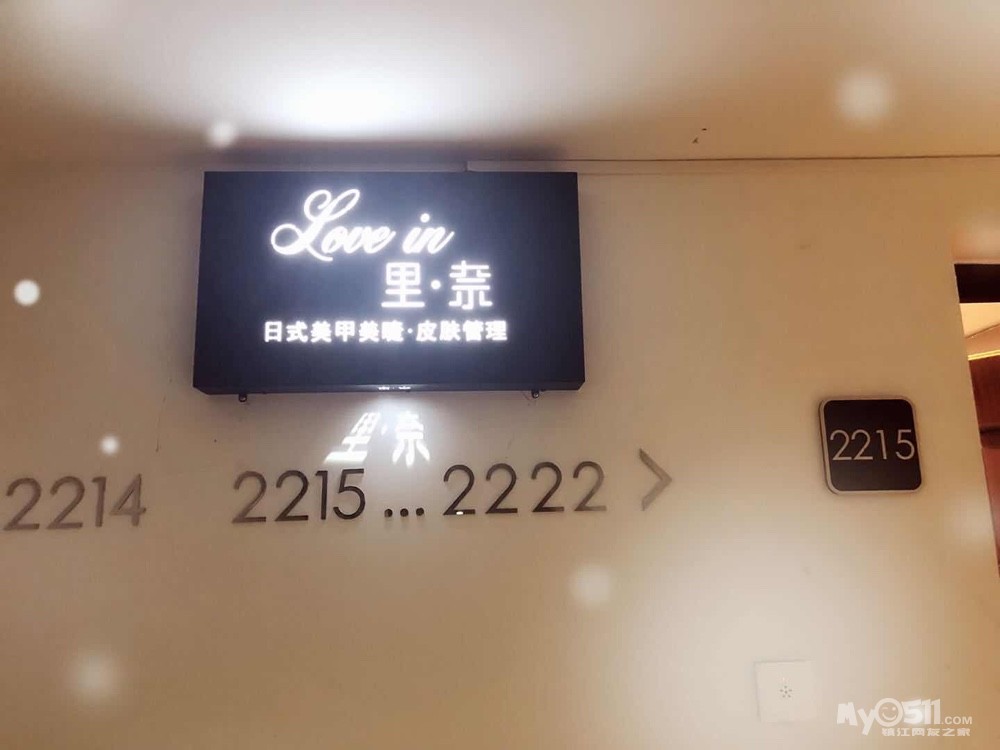 Love in
里·奈
日式美甲美睫·皮肤管理
里·奈
2214 2215...2222 >
2215
My0511.COM
镇江网友之家